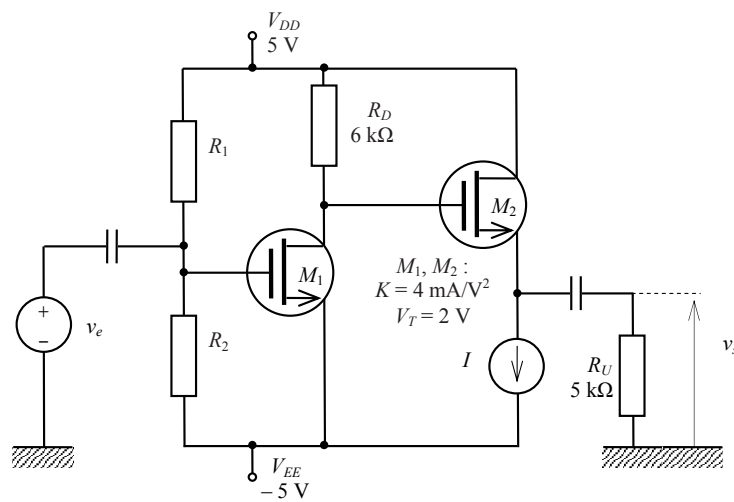 V_DD
5 V
R_1
R_D
6 kΩ
M_2
M_1
M_1, M_2 :
K = 4 mA/V²
V_T = 2 V
+
−
v_e
R_2
I
R_U
5 kΩ
V_EE
– 5 V